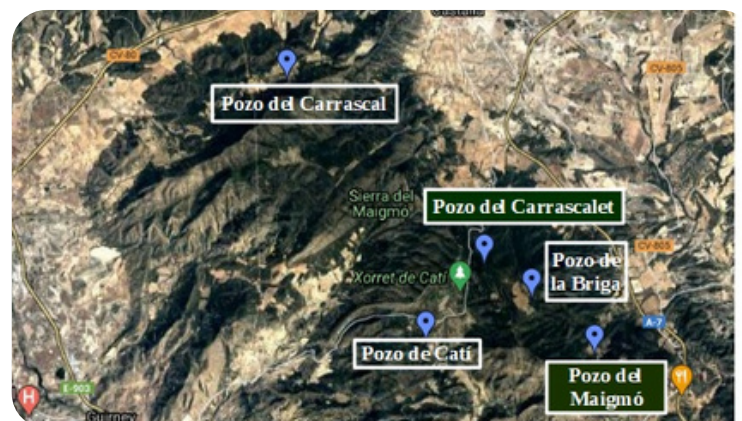 CV-80
CV-805
Pozo del Carrascal
Sierra del
Maigmó
Pozo del Carrascalet
Pozo de
la Briga
CV-805
Xorret de Catí
A-7
Pozo de Catí
Pozo del
Maigmó
E-903
H